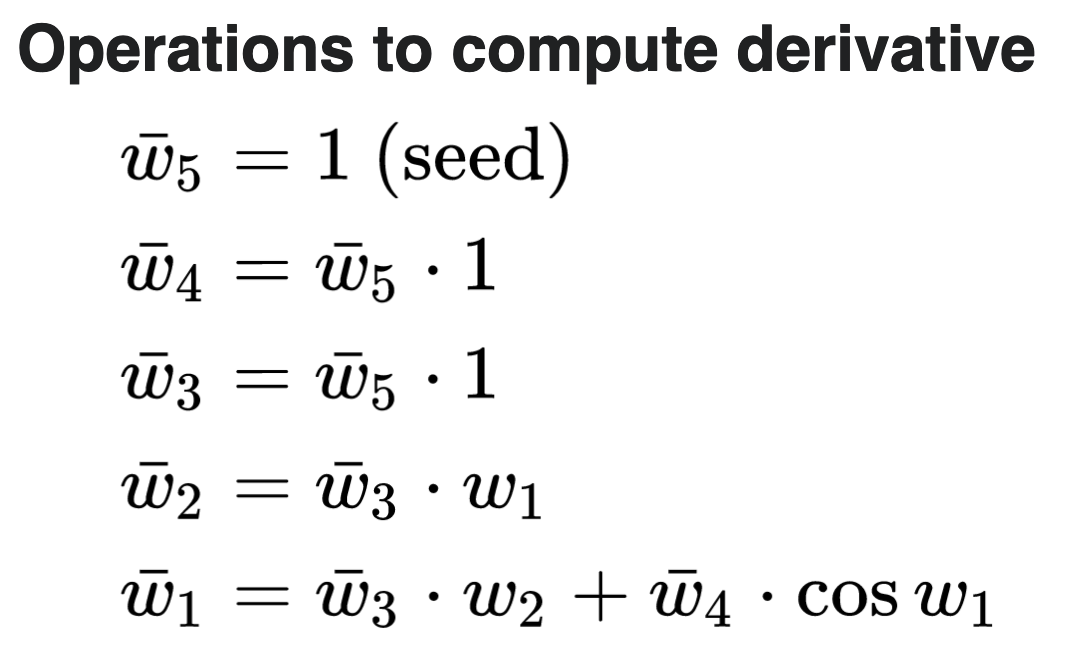 Operations to compute derivative
w̄₅ = 1 (seed)
w̄₄ = w̄₅ · 1
w̄₃ = w̄₅ · 1
w̄₂ = w̄₃ · w₁
w̄₁ = w̄₃ · w₂ + w̄₄ · cos w₁